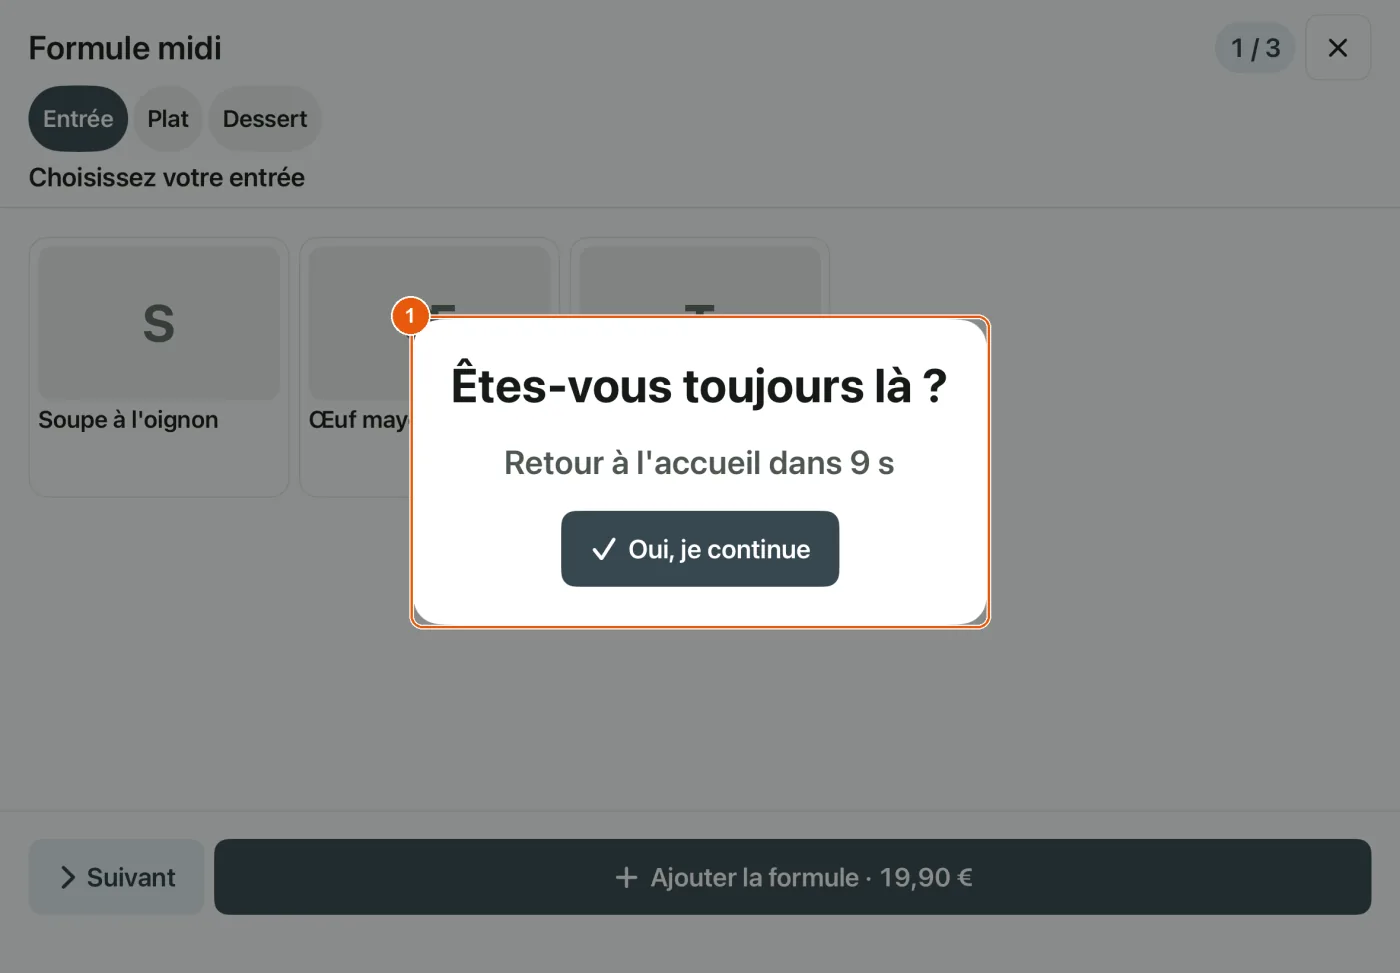 Formule midi
1 / 3
Entrée
Plat
Dessert
Choisissez votre entrée
S
Soupe à l'oignon
Œuf may
1
Êtes-vous toujours là ?
Retour à l'accueil dans 9 s
Oui, je continue
Suivant
Ajouter la formule · 19,90 €